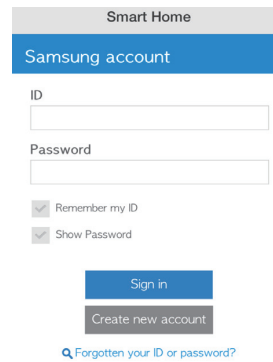 Smart Home
Samsung account
ID
Password
Remember my ID
Show Password
Sign in
Create new account
Forgotten your ID or password?